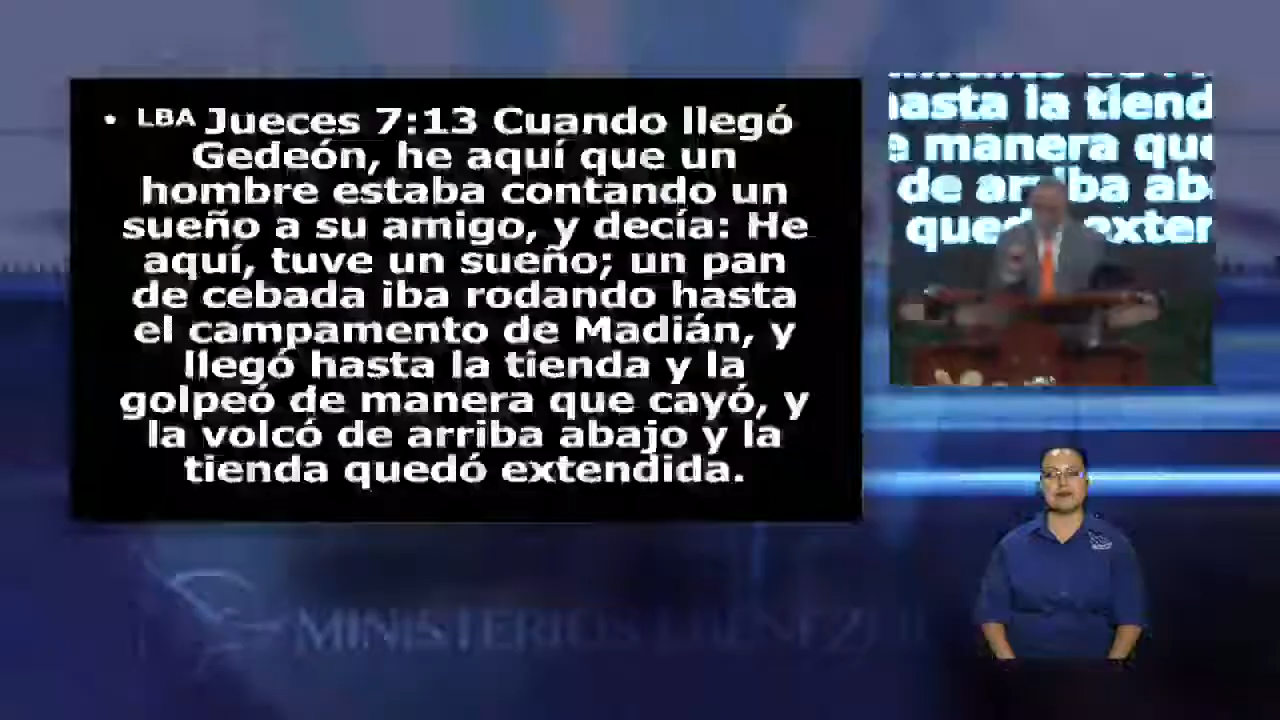 • LBA Jueces 7:13 Cuando llegó
Gedeón, he aquí que un
hombre estaba contando un
sueño a su amigo, y decía: He
aquí, tuve un sueño; un pan
de cebada iba rodando hasta
el campamento de Madián, y
llegó hasta la tienda y la
golpeó de manera que cayó, y
la volcó de arriba abajo y la
tienda quedó extendida.
hasta la tiend
manera que
de arriba ab
MINISTERIOS